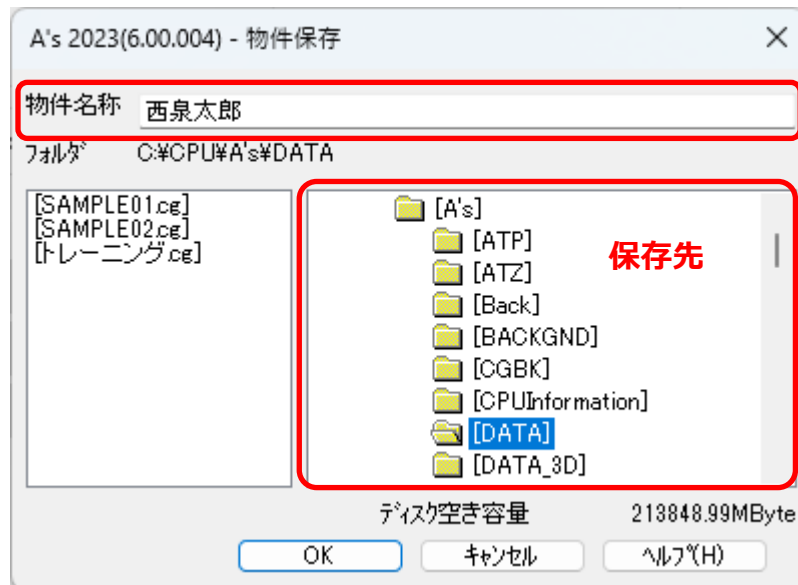 A's 2023(6.00.004) - 物件保存
物件名称 西泉太郎
ﾌｫﾙﾀﾞ C:¥CPU¥A's¥DATA
[SAMPLE01.cg]
[SAMPLE02.cg]
[トレーニング.cg]
[A's]
[ATP]
[ATZ]
[Back]
[BACKGND]
[CGBK]
[CPUInformation]
[DATA]
[DATA_3D]
保存先
ﾃﾞｨｽｸ空き容量 213848.99MByte
OK ｷｬﾝｾﾙ ﾍﾙﾌﾟ(H)